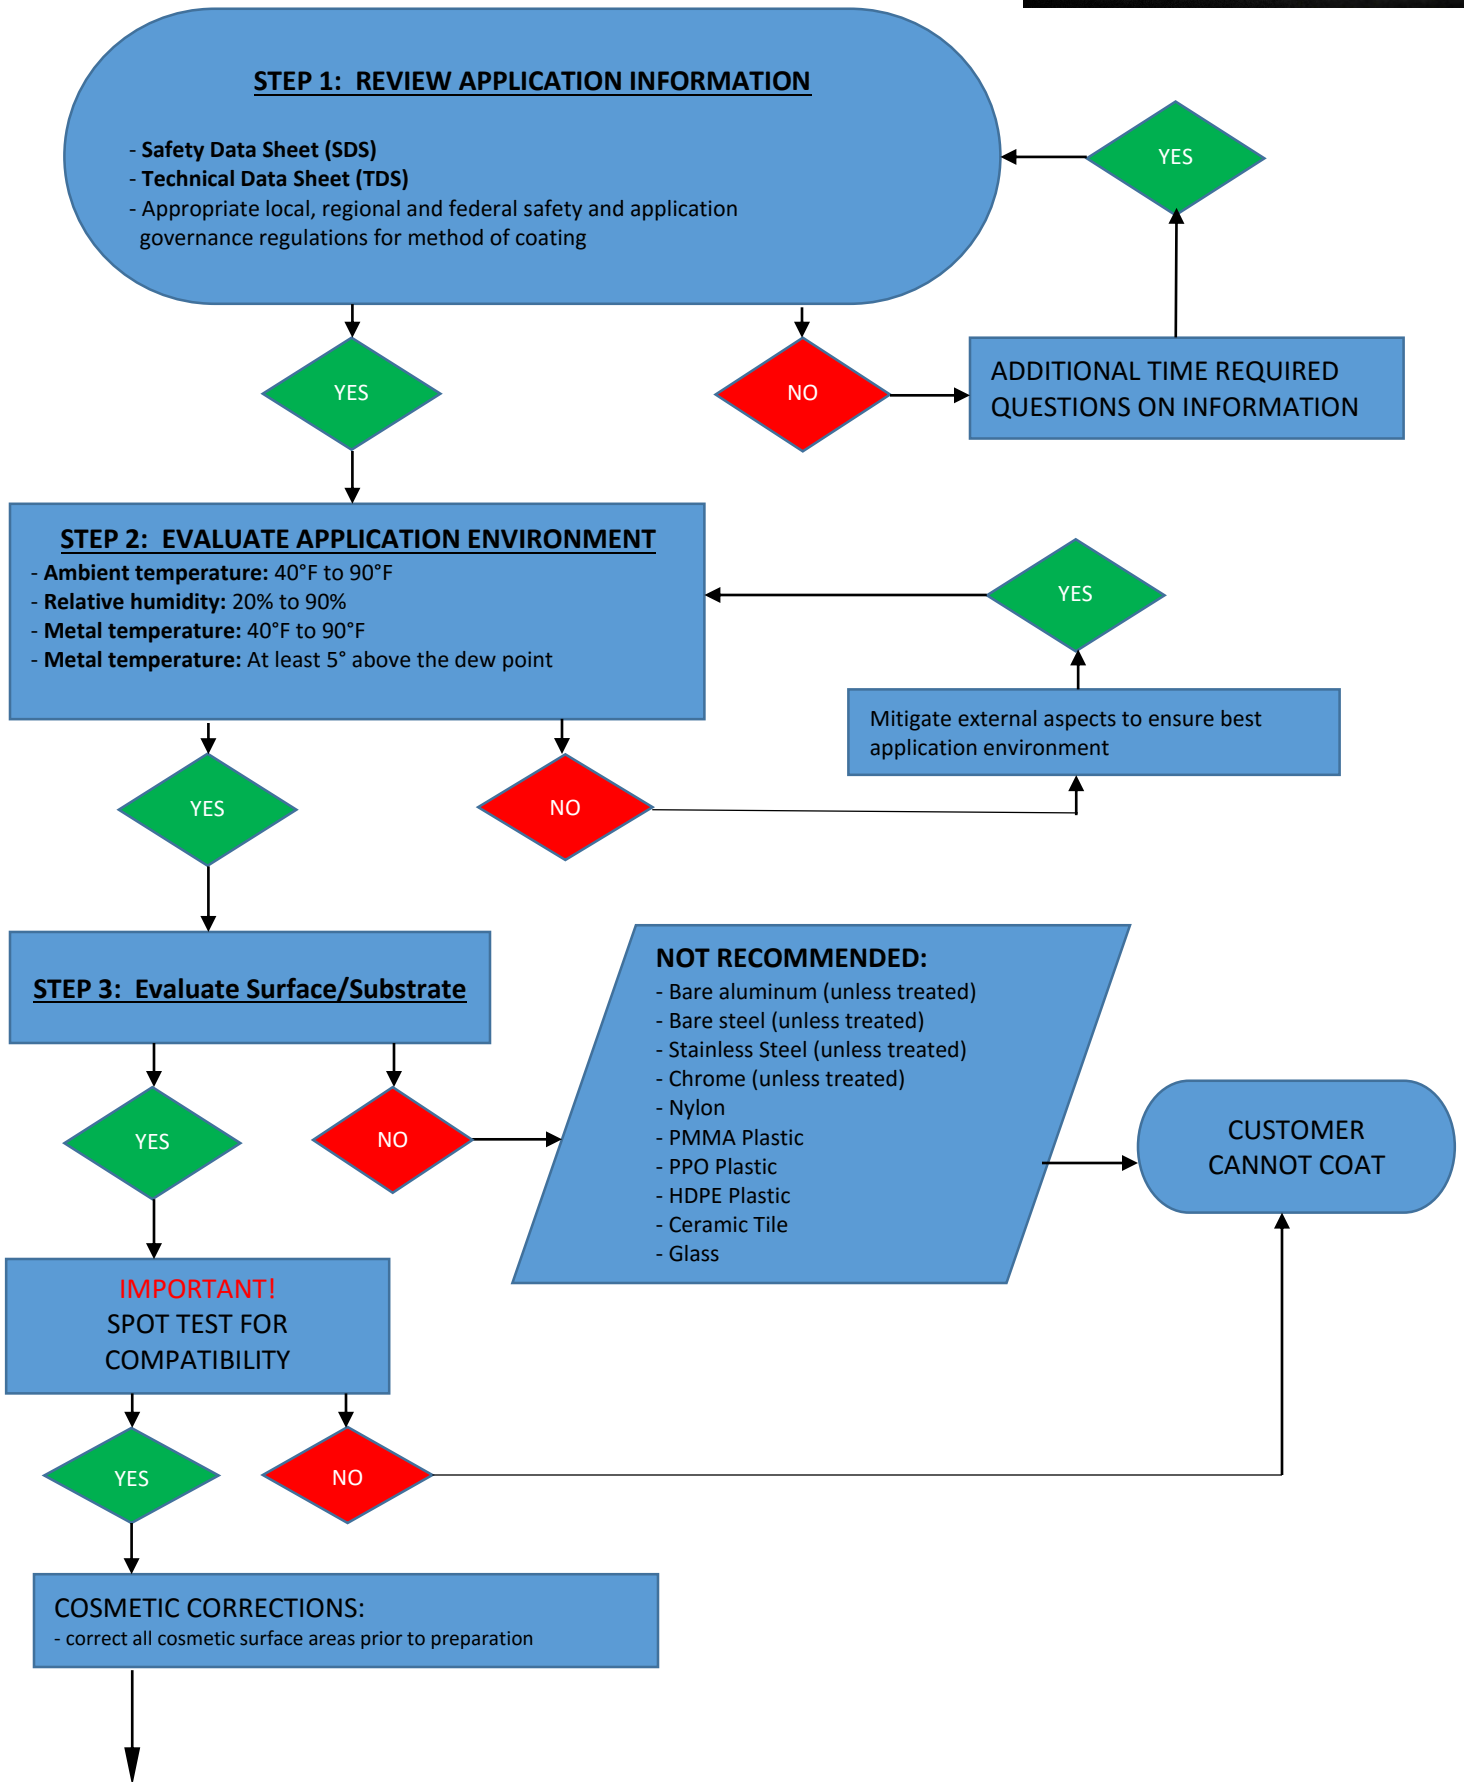 STEP 1:  REVIEW APPLICATION INFORMATION
- Safety Data Sheet (SDS)
- Technical Data Sheet (TDS)
- Appropriate local, regional and federal safety and application
governance regulations for method of coating
YES
YES
NO
ADDITIONAL TIME REQUIRED
QUESTIONS ON INFORMATION
STEP 2:  EVALUATE APPLICATION ENVIRONMENT
- Ambient temperature: 40°F to 90°F
- Relative humidity: 20% to 90%
- Metal temperature: 40°F to 90°F
- Metal temperature: At least 5° above the dew point
YES
Mitigate external aspects to ensure best
application environment
YES
NO
STEP 3:  Evaluate Surface/Substrate
NOT RECOMMENDED:
- Bare aluminum (unless treated)
- Bare steel (unless treated)
- Stainless Steel (unless treated)
- Chrome (unless treated)
- Nylon
- PMMA Plastic
- PPO Plastic
- HDPE Plastic
- Ceramic Tile
- Glass
YES
NO
CUSTOMER
CANNOT COAT
IMPORTANT!
SPOT TEST FOR
COMPATIBILITY
YES
NO
COSMETIC CORRECTIONS:
- correct all cosmetic surface areas prior to preparation